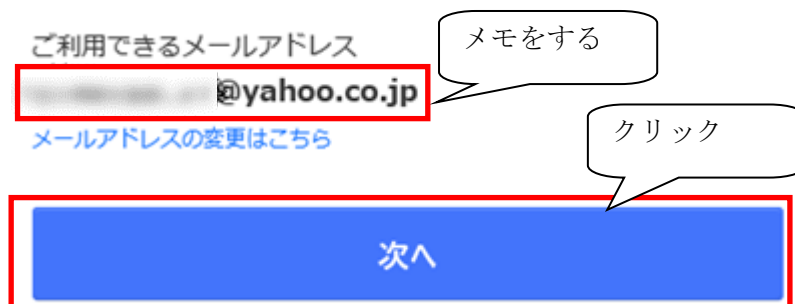 ご利用できるメールアドレス
メモをする
@yahoo.co.jp
メールアドレスの変更はこちら
クリック
次へ